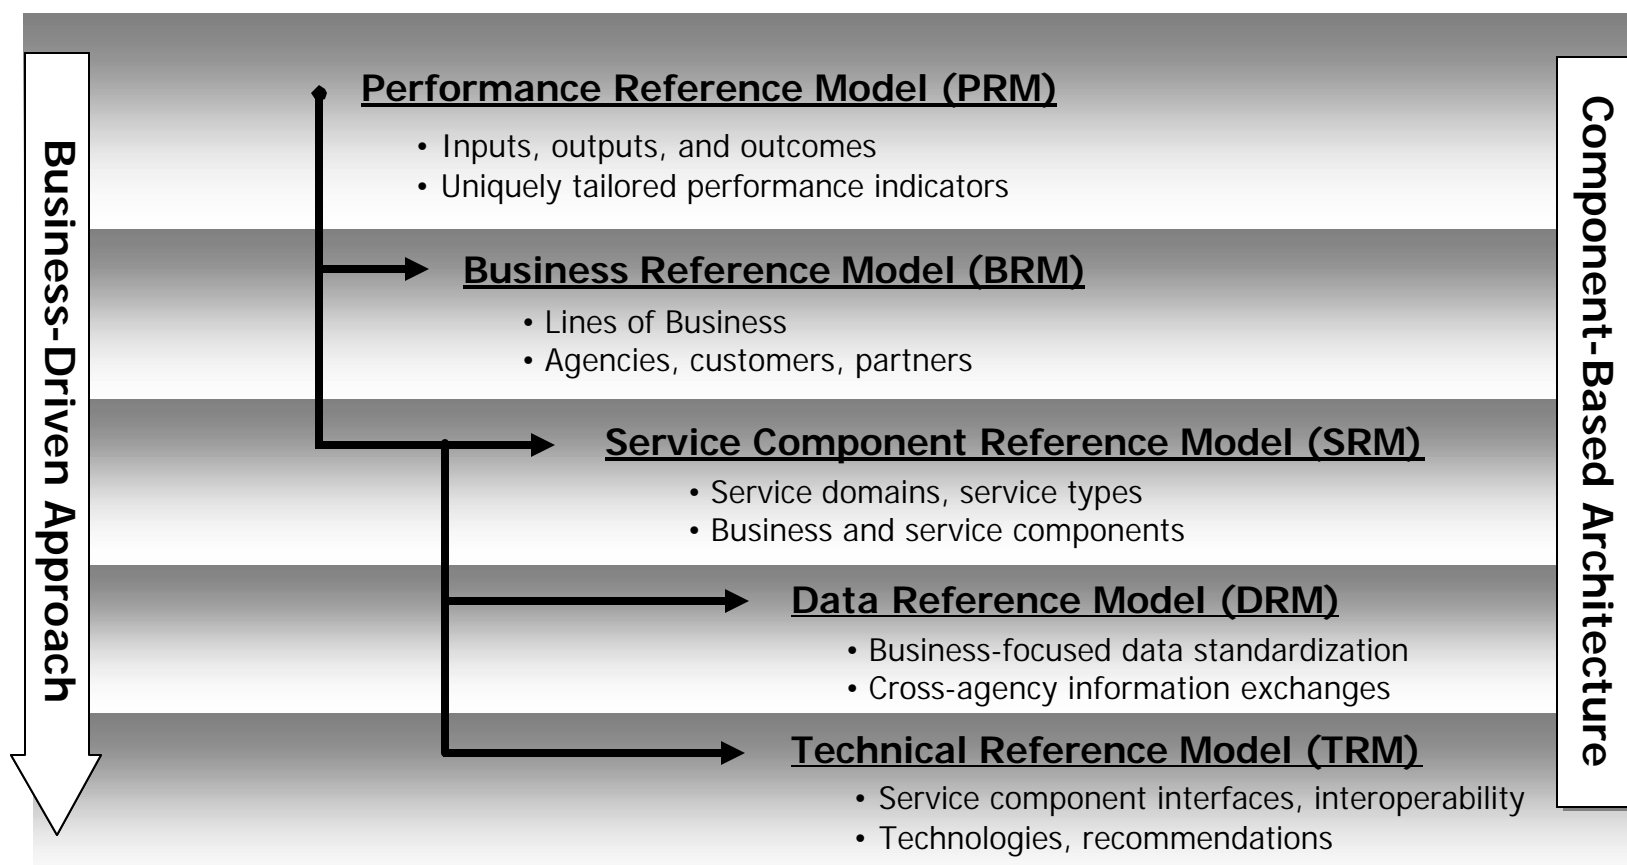 Business-Driven Approach
Performance Reference Model (PRM)
• Inputs, outputs, and outcomes
• Uniquely tailored performance indicators
Business Reference Model (BRM)
• Lines of Business
• Agencies, customers, partners
Service Component Reference Model (SRM)
• Service domains, service types
• Business and service components
Data Reference Model (DRM)
• Business-focused data standardization
• Cross-agency information exchanges
Technical Reference Model (TRM)
• Service component interfaces, interoperability
• Technologies, recommendations
Component-Based Architecture